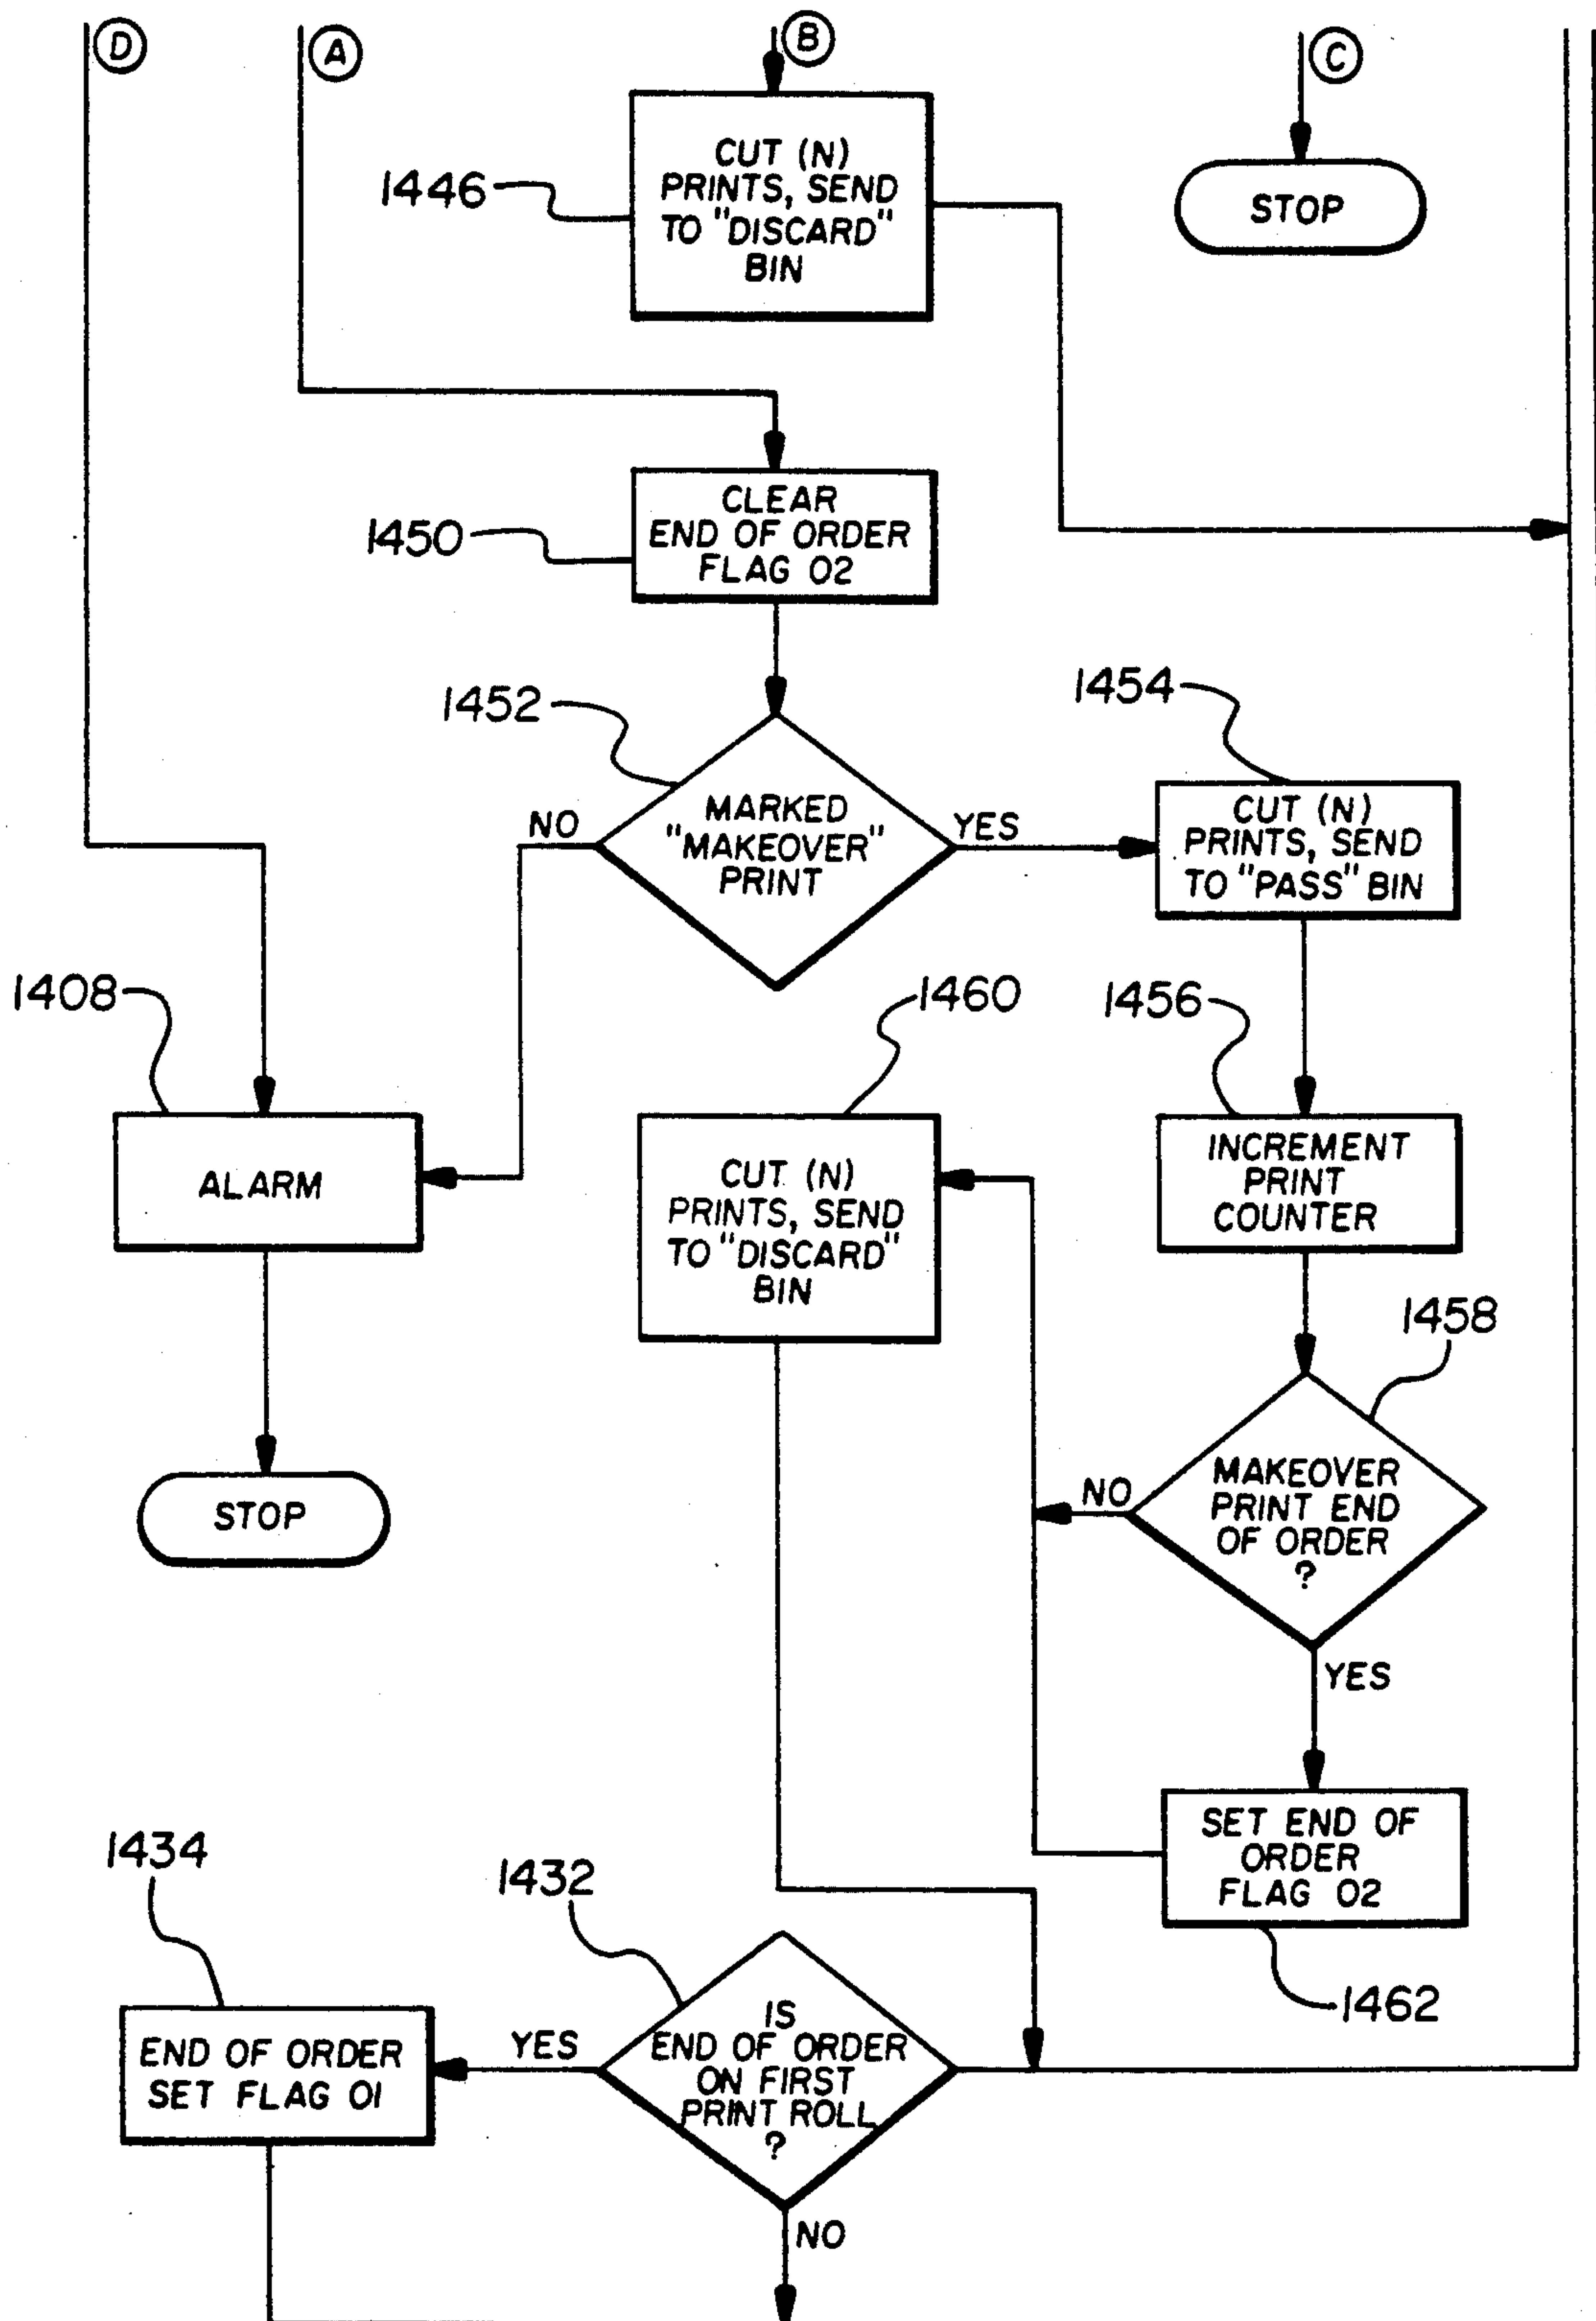 D
A
B
C
CUT (N)
PRINTS, SEND
TO "DISCARD"
BIN
1446
STOP
CLEAR
END OF ORDER
FLAG 02
1450
1452
1454
MARKED
"MAKEOVER"
PRINT
NO
YES
CUT (N)
PRINTS, SEND
TO "PASS" BIN
1408
1460
1456
ALARM
CUT (N)
PRINTS, SEND
TO "DISCARD"
BIN
INCREMENT
PRINT
COUNTER
1458
STOP
MAKEOVER
PRINT END
OF ORDER
?
NO
YES
SET END OF
ORDER
FLAG 02
1462
1434
1432
END OF ORDER
SET FLAG 01
YES
IS
END OF ORDER
ON FIRST
PRINT ROLL
?
NO